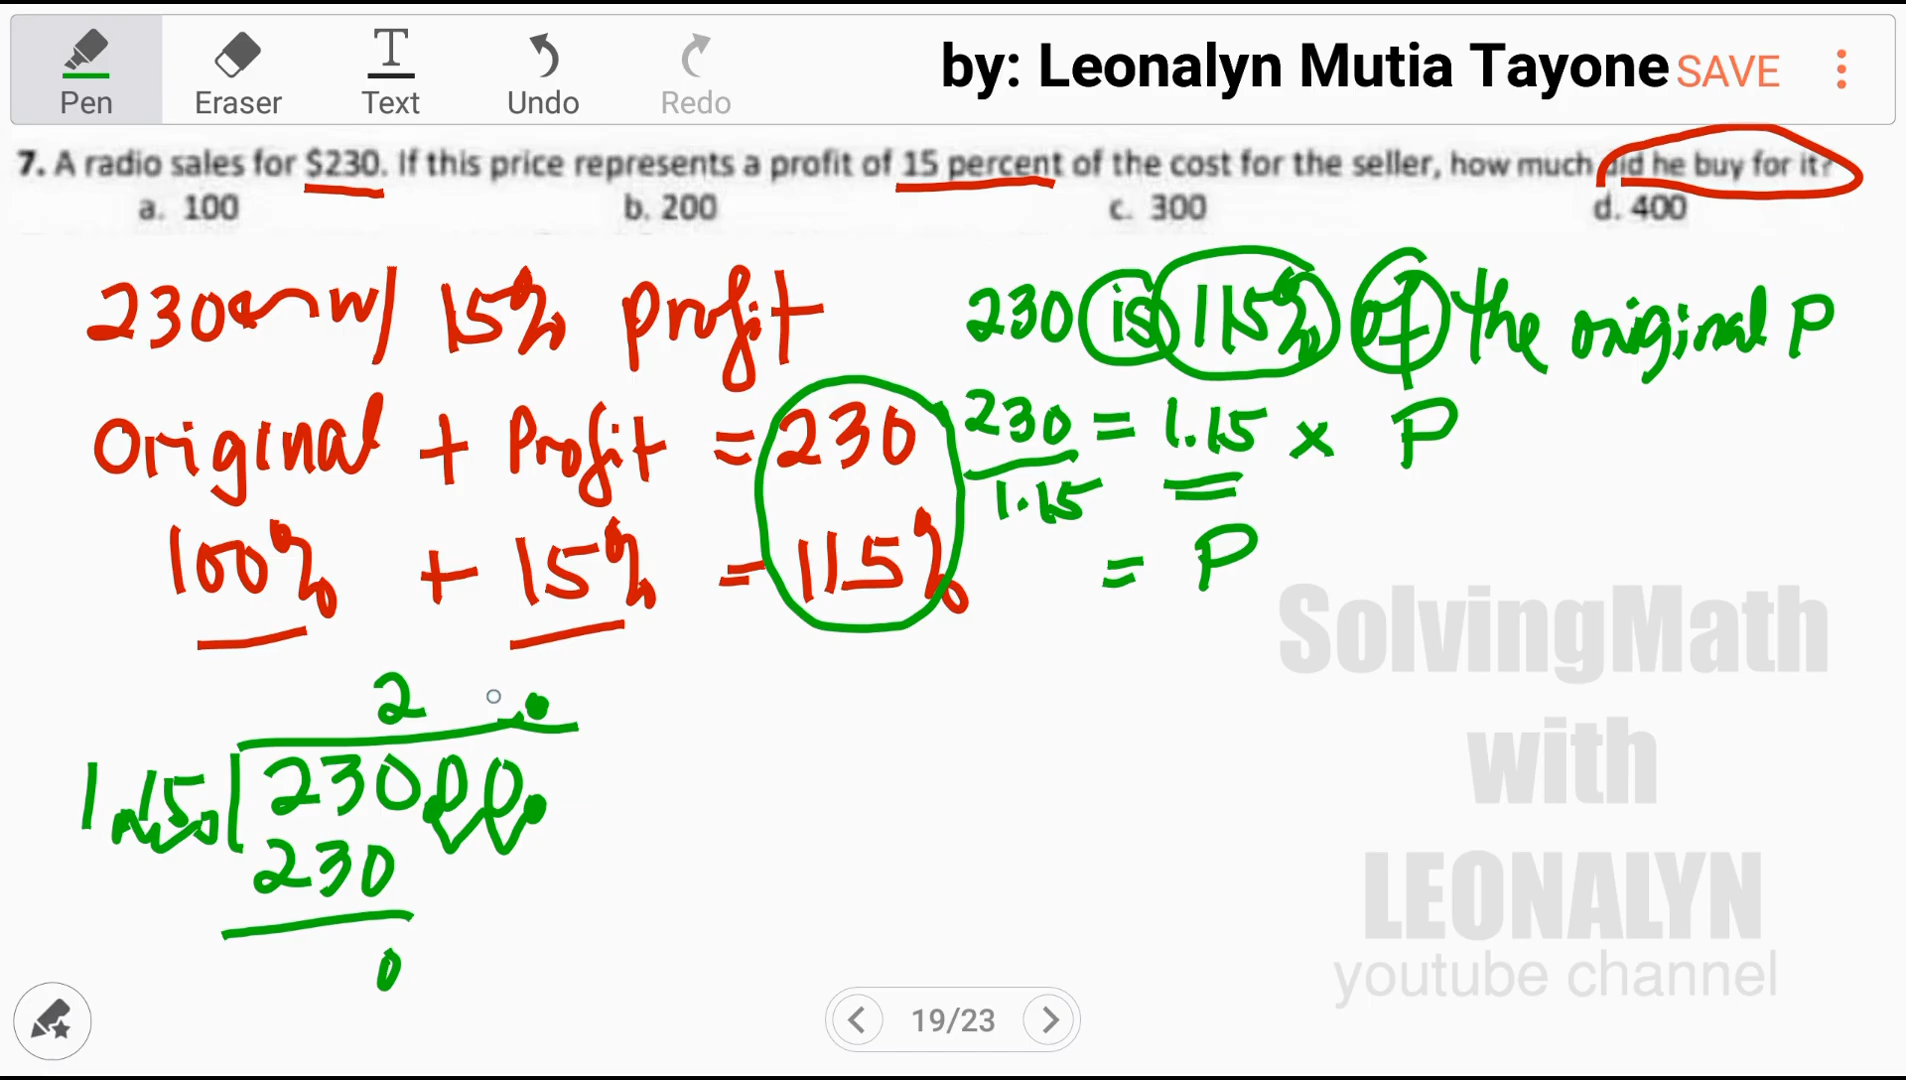 Pen
Eraser
Text
Undo
Redo
by: Leonalyn Mutia Tayone
SAVE
7. A radio sales for $230. If this price represents a profit of 15 percent of the cost for the seller, how much did he buy for it?
a. 100 b. 200 c. 300 d. 400
230 w/ 15% Profit
Original + Profit = 230
100% + 15% = 115%
230 is 115% of the original P
230 = 1.15 x P
1.15
= P
2 .
1.15 230.00.
230
0
SolvingMath
with
LEONALYN
youtube channel
19/23